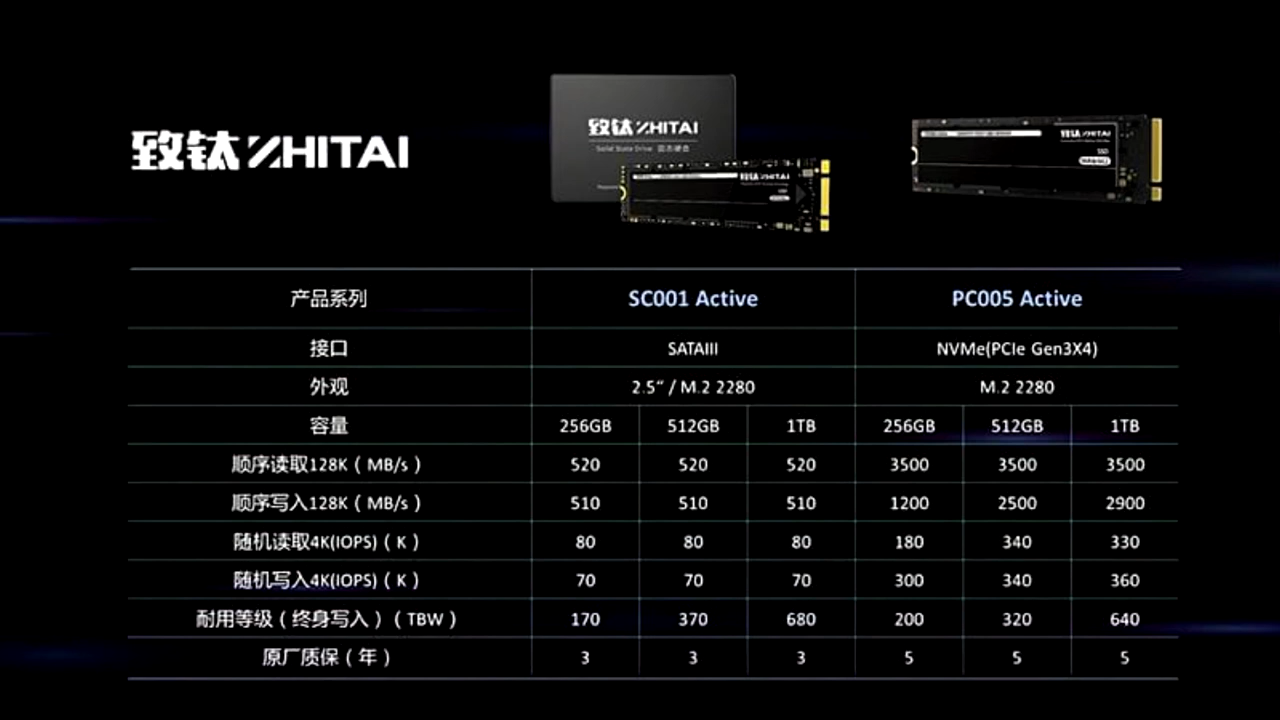 致钛 ZHITAI
致钛 ZHITAI
Solid State Drive 固态硬盘
致钛 ZHITAI
致钛 ZHITAI
SSD
产品系列 SC001 Active PC005 Active
接口 SATAIII NVMe(PCIe Gen3X4)
外观 2.5“ / M.2 2280 M.2 2280
容量 256GB 512GB 1TB 256GB 512GB 1TB
顺序读取128K（MB/s） 520 520 520 3500 3500 3500
顺序写入128K（MB/s） 510 510 510 1200 2500 2900
随机读取4K(IOPS)（K） 80 80 80 180 340 330
随机写入4K(IOPS)（K） 70 70 70 300 340 360
耐用等级（终身写入）（TBW） 170 370 680 200 320 640
原厂质保（年） 3 3 3 5 5 5